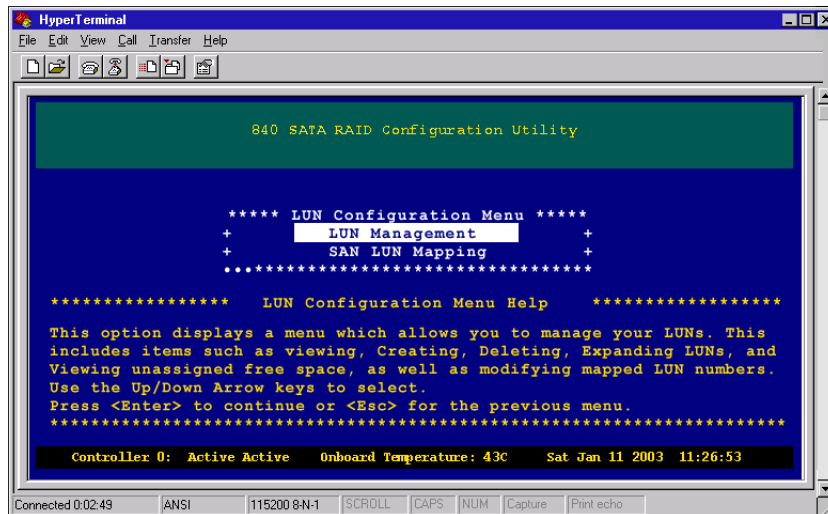 HyperTerminal
File Edit View Call Transfer Help
840 SATA RAID Configuration Utility
***** LUN Configuration Menu *****
+ LUN Management +
+ SAN LUN Mapping +
...********************************
****************** LUN Configuration Menu Help ******************
This option displays a menu which allows you to manage your LUNs. This
includes items such as viewing, Creating, Deleting, Expanding LUNs, and
Viewing unassigned free space, as well as modifying mapped LUN numbers.
Use the Up/Down Arrow keys to select.
Press <Enter> to continue or <Esc> for the previous menu.
**************************************************************************
Controller 0: Active Active Onboard Temperature: 43C Sat Jan 11 2003 11:26:53
Connected 0:02:49 ANSI 115200 8-N-1 SCROLL CAPS NUM Capture Print echo